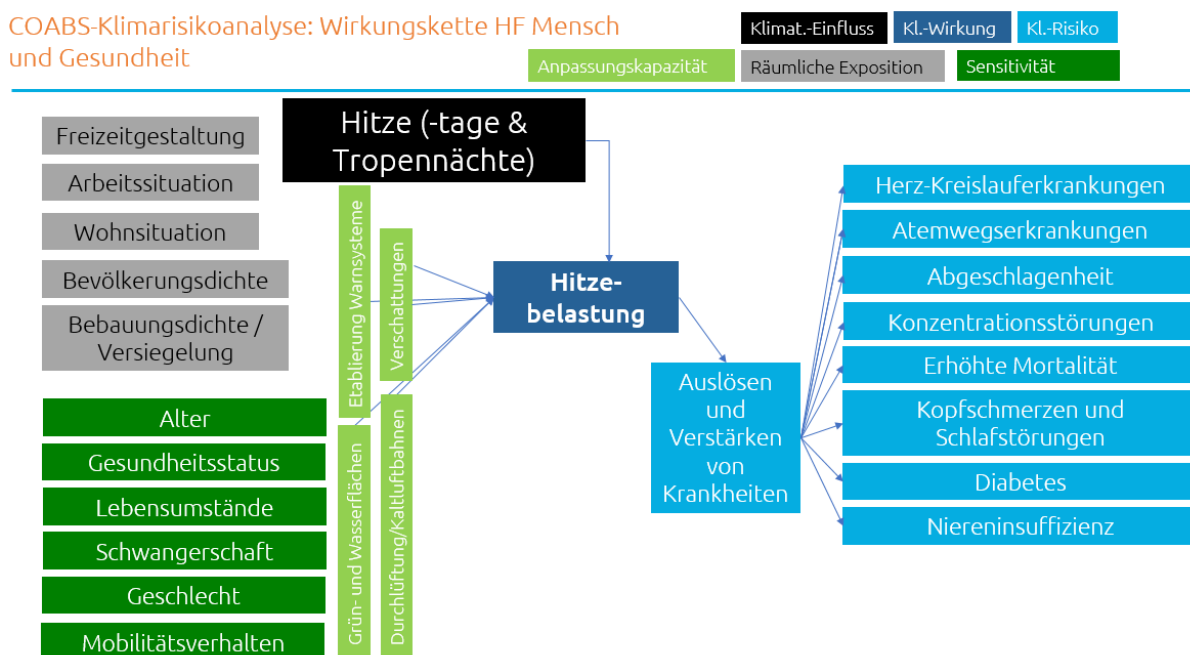 COABS-Klimarisikoanalyse: Wirkungskette HF Mensch
und Gesundheit
Klimat.-Einfluss
Kl.-Wirkung
Kl.-Risiko
Anpassungskapazität
Räumliche Exposition
Sensitivität
Freizeitgestaltung
Arbeitssituation
Wohnsituation
Bevölkerungsdichte
Bebauungsdichte /
Versiegelung
Alter
Gesundheitsstatus
Lebensumstände
Schwangerschaft
Geschlecht
Mobilitätsverhalten
Hitze (-tage &
Tropennächte)
Etablierung Warnsysteme
Verschattungen
Grün- und Wasserflächen
Durchlüftung/Kaltluftbahnen
Hitze-
belastung
Auslösen
und
Verstärken
von
Krankheiten
Herz-Kreislauferkrankungen
Atemwegserkrankungen
Abgeschlagenheit
Konzentrationsstörungen
Erhöhte Mortalität
Kopfschmerzen und
Schlafstörungen
Diabetes
Niereninsuffizienz